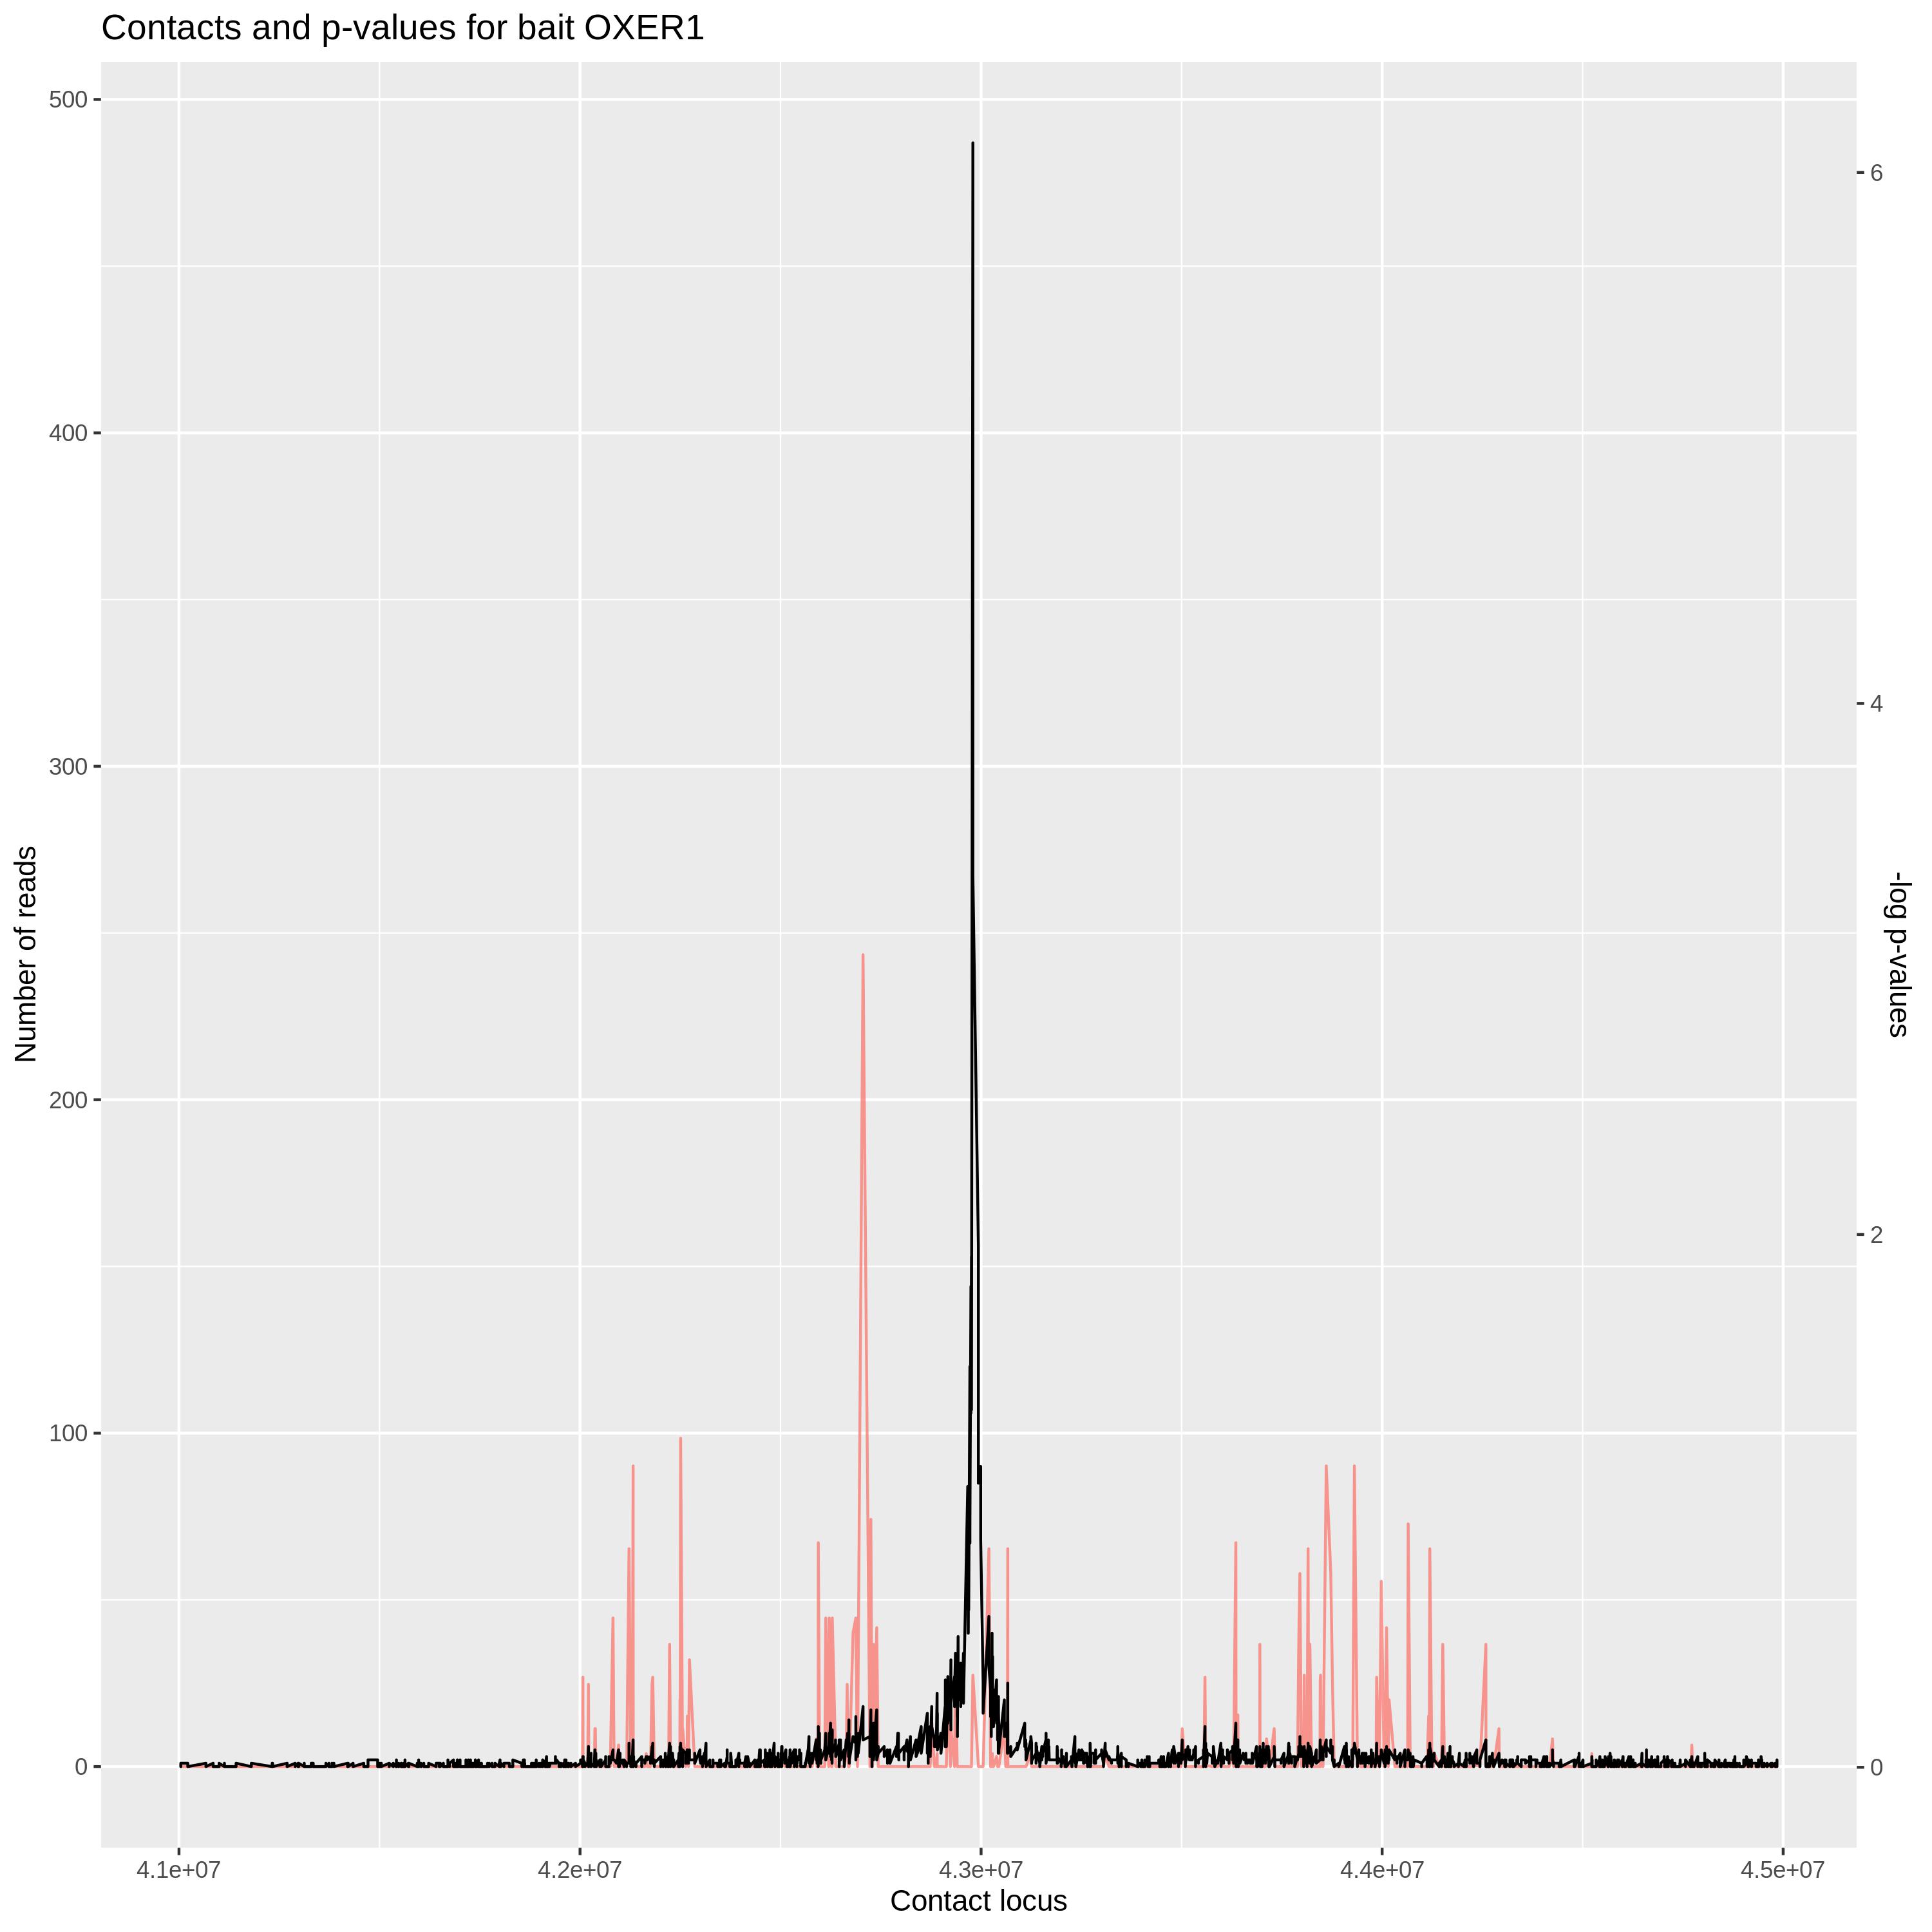 Contacts and p-values for bait OXER1
500
400
300
200
100
0
Number of reads
6
4
2
0
-log p-values
4.1e+07 4.2e+07 4.3e+07 4.4e+07 4.5e+07
Contact locus